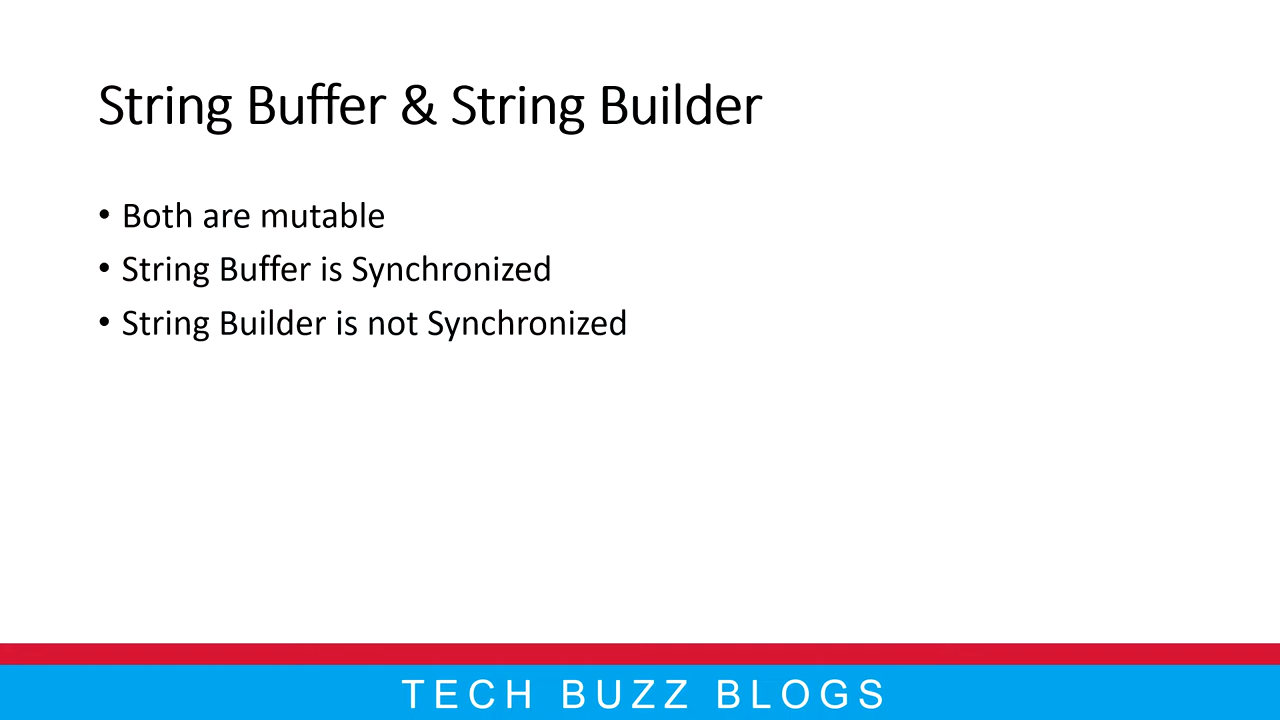 String Buffer & String Builder
• Both are mutable
• String Buffer is Synchronized
• String Builder is not Synchronized
TECH BUZZ BLOGS